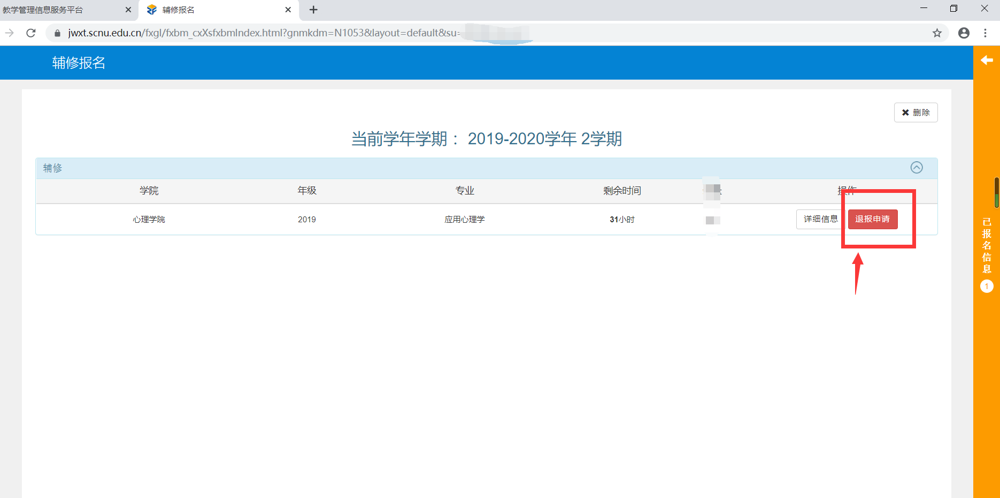 教学管理信息服务平台
辅修报名
jwxt.scnu.edu.cn/fxgl/fxbm_cxXsfxbmIndex.html?gnmkdm=N1053&layout=default&su=
辅修报名
删除
当前学年学期： 2019-2020学年 2学期
辅修
学院 年级 专业 剩余时间 操作
心理学院 2019 应用心理学 31小时 详细信息 退报申请
已报名信息
1